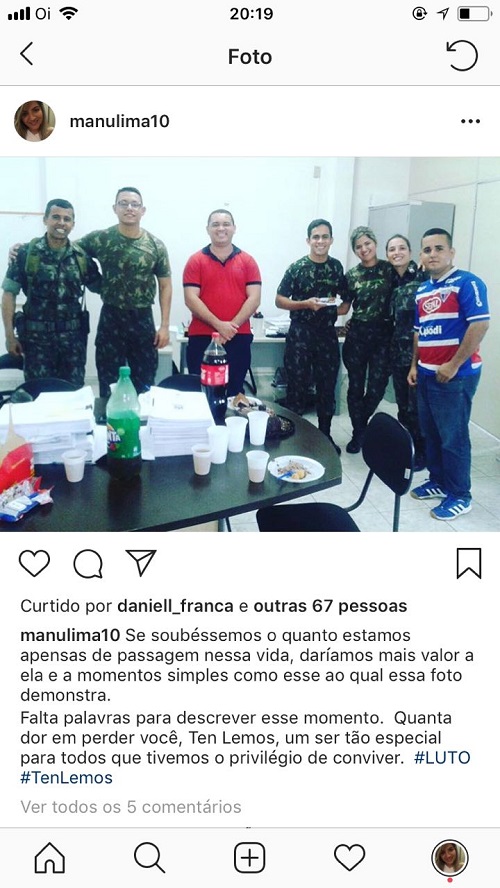 Oi
20:19
Foto
manulima10
Curtido por daniell_franca e outras 67 pessoas
manulima10 Se soubéssemos o quanto estamos
apensas de passagem nessa vida, daríamos mais valor a
ela e a momentos simples como esse ao qual essa foto
demonstra.
Falta palavras para descrever esse momento.  Quanta
dor em perder você, Ten Lemos, um ser tão especial
para todos que tivemos o privilégio de conviver.  #LUTO
#TenLemos
Ver todos os 5 comentários